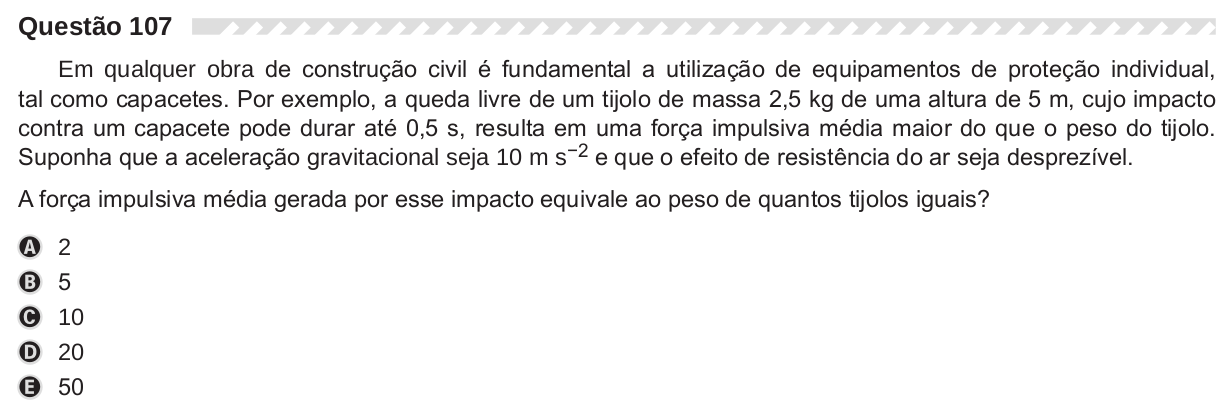 Questão 107
Em qualquer obra de construção civil é fundamental a utilização de equipamentos de proteção individual,
tal como capacetes. Por exemplo, a queda livre de um tijolo de massa 2,5 kg de uma altura de 5 m, cujo impacto
contra um capacete pode durar até 0,5 s, resulta em uma força impulsiva média maior do que o peso do tijolo.
Suponha que a aceleração gravitacional seja 10 m s⁻² e que o efeito de resistência do ar seja desprezível.
A força impulsiva média gerada por esse impacto equivale ao peso de quantos tijolos iguais?
A 2
B 5
C 10
D 20
E 50